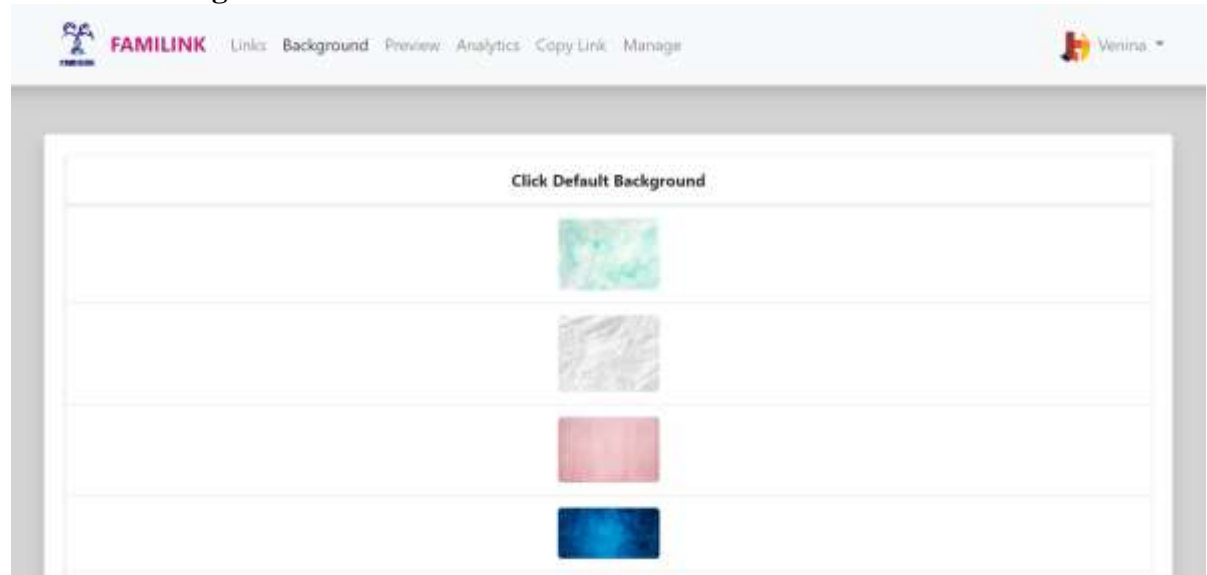 FAMILINK Links Background Preview Analytics Copy Link Manage Venina
Click Default Background